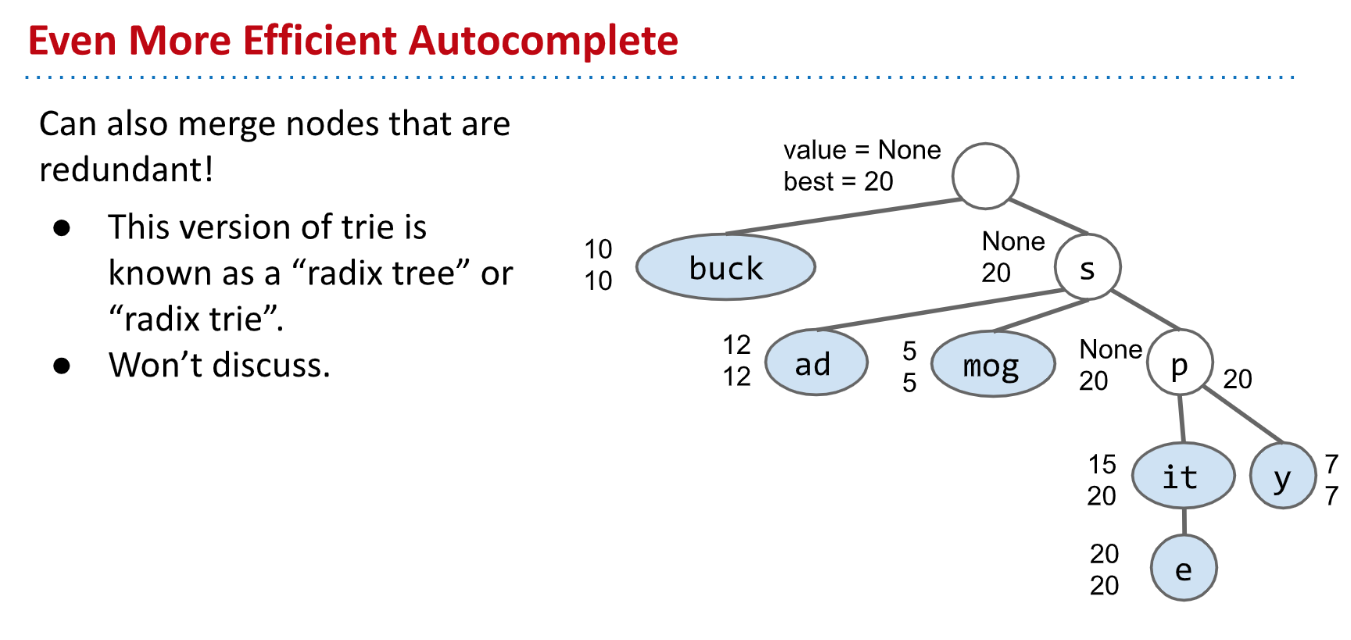 Even More Efficient Autocomplete
Can also merge nodes that are
redundant!
● This version of trie is
known as a “radix tree” or
“radix trie”.
● Won’t discuss.
value = None
best = 20
10
10
buck
None
20
s
12
12
ad
5
5
mog
None
20
p
20
15
20
it
y
7
7
20
20
e